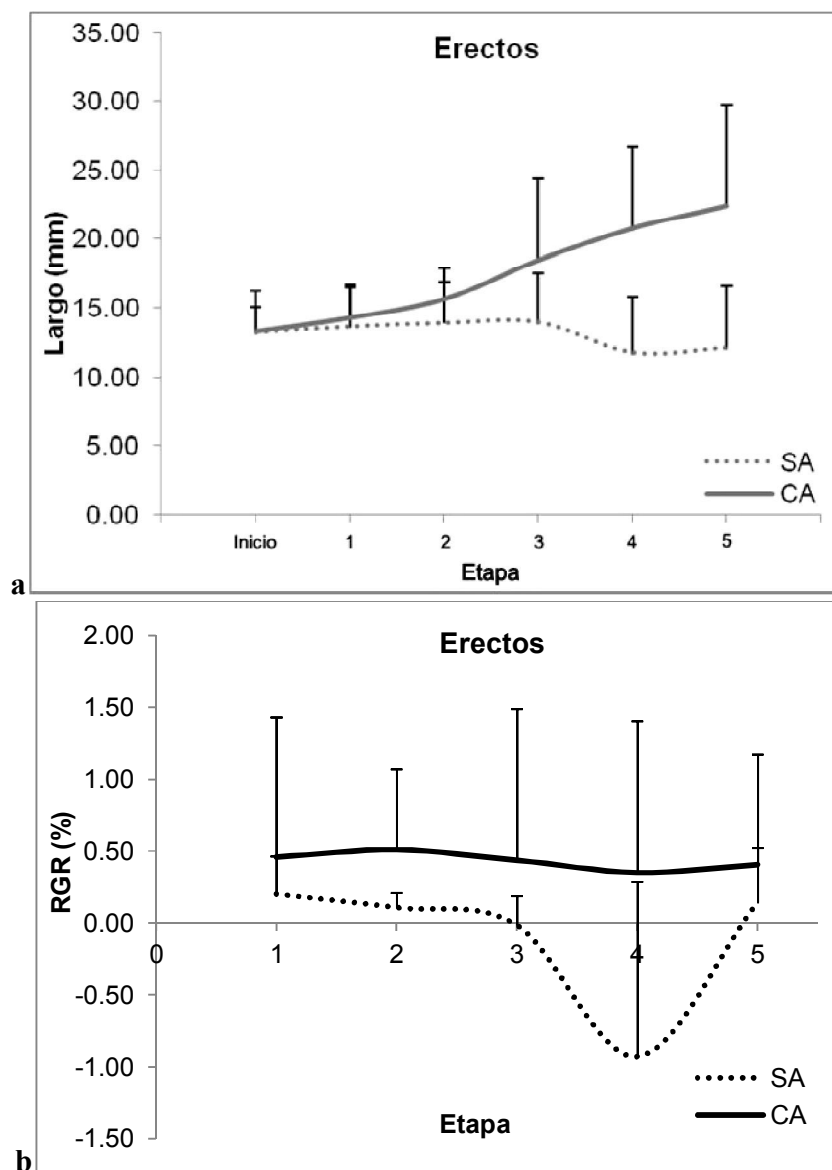 Erectos
35.00
30.00
25.00
20.00
15.00
10.00
5.00
0.00
Largo (mm)
Inicio 1 2 3 4 5
Etapa
SA
CA
a
Erectos
2.00
1.50
1.00
0.50
0.00
-0.50
-1.00
-1.50
RGR (%)
0 1 2 3 4 5
Etapa
SA
CA
b